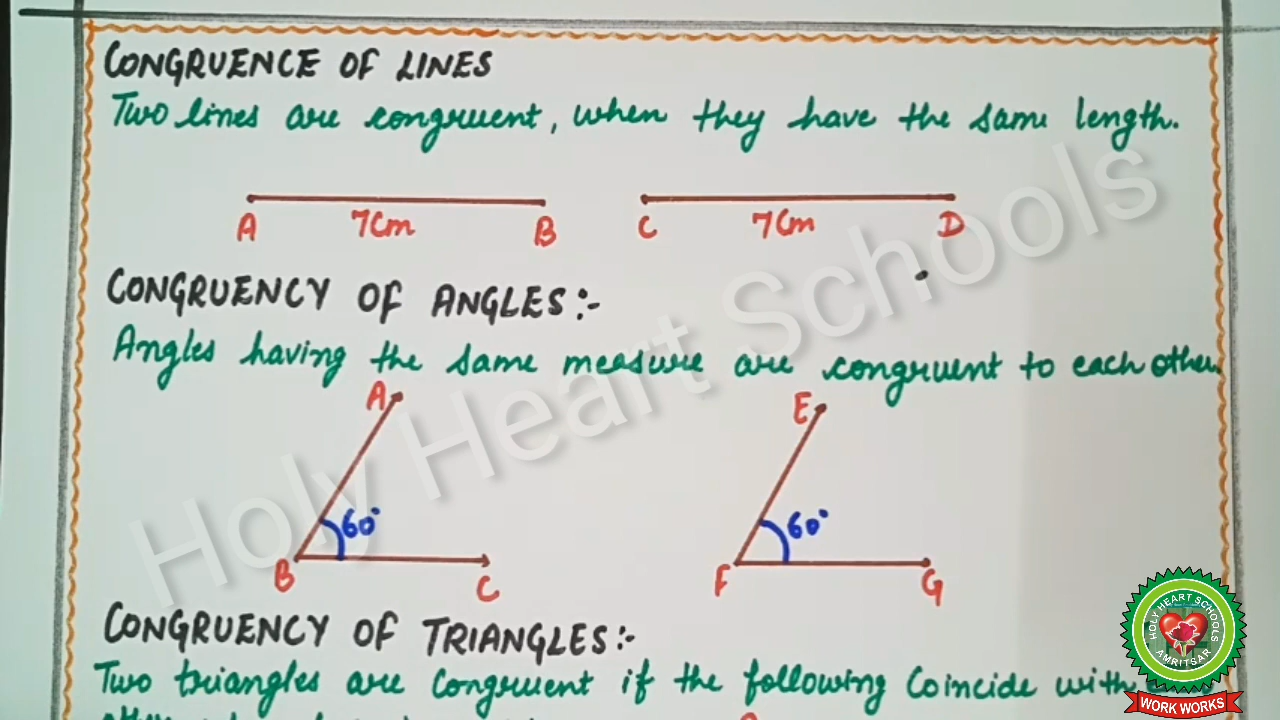 CONGRUENCE OF LINES
Two lines are congruent, when they have the same length.
A 7cm B C 7cm D
CONGRUENCY OF ANGLES:-
Angles having the same measure are congruent to each other.
A E
60° 60°
B C F G
CONGRUENCY OF TRIANGLES:-
Two triangles are congruent if the following Coincide with
Holy Heart Schools
HOLY HEART SCHOOLS
AMRITSAR
WORK WORKS